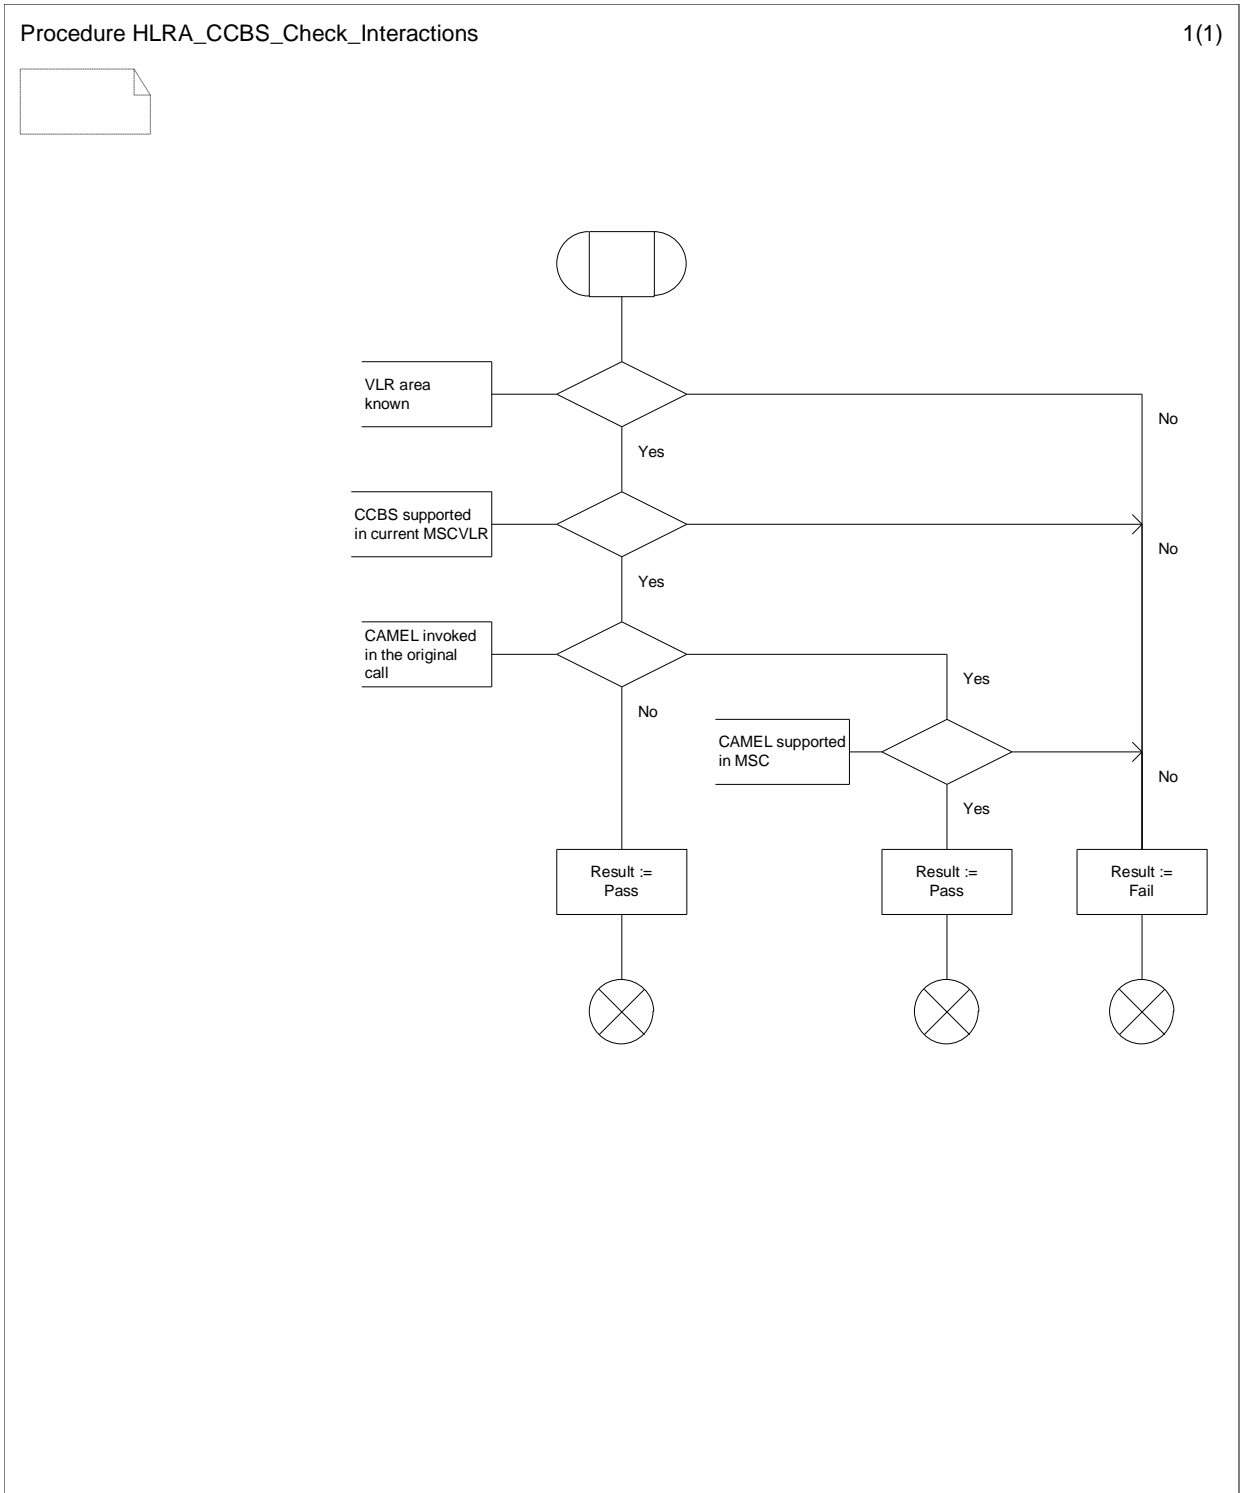 Procedure HLRA_CCBS_Check_Interactions
1(1)
VLR area
known
No
Yes
CCBS supported
in current MSCVLR
No
Yes
CAMEL invoked
in the original
call
Yes
No
CAMEL supported
in MSC
No
Yes
Result :=
Pass
Result :=
Pass
Result :=
Fail